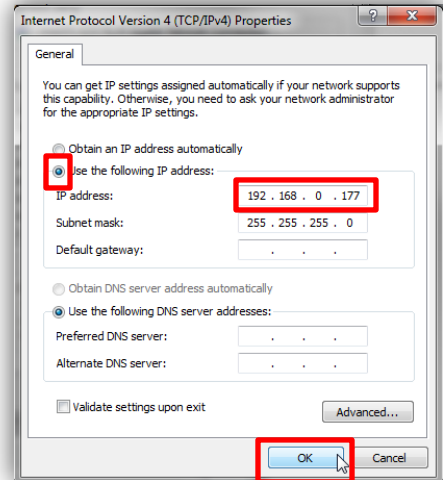 Internet Protocol Version 4 (TCP/IPv4) Properties
General
You can get IP settings assigned automatically if your network supports
this capability. Otherwise, you need to ask your network administrator
for the appropriate IP settings.
Obtain an IP address automatically
Use the following IP address:
IP address: 192 . 168 . 0 . 177
Subnet mask: 255 . 255 . 255 . 0
Default gateway: . . .
Obtain DNS server address automatically
Use the following DNS server addresses:
Preferred DNS server: . . .
Alternate DNS server: . . .
Validate settings upon exit
Advanced...
OK Cancel